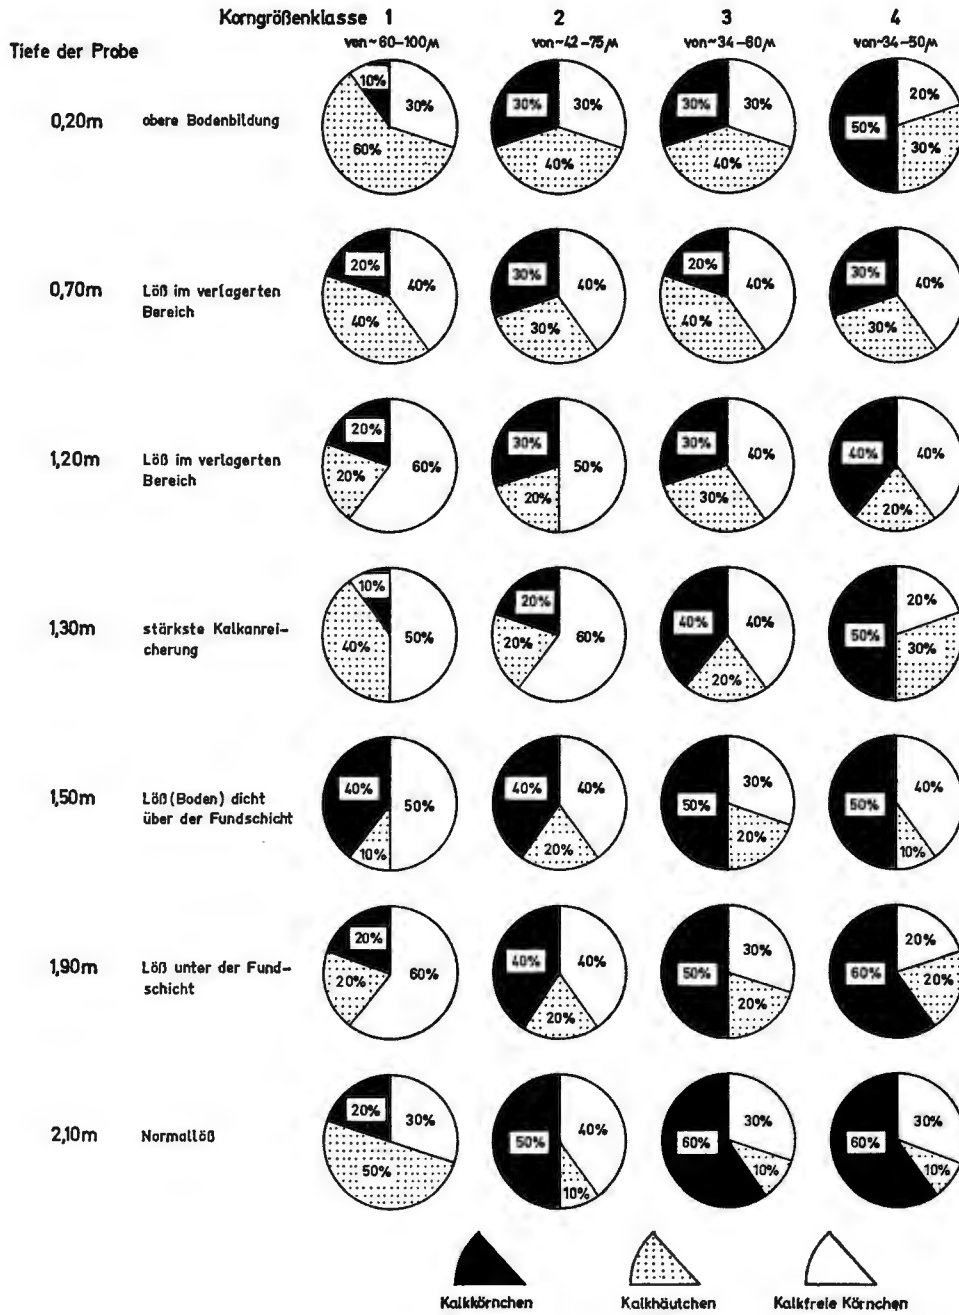 Korngrößenklasse 1 2 3 4
Tiefe der Probe von ~60-100µ von ~42-75µ von ~34-60µ von ~34-50µ
10% 30% 60% 30% 30% 40% 30% 30% 40% 20% 50% 30%
0,20m obere Bodenbildung
20% 40% 40% 30% 40% 30% 20% 40% 40% 30% 40% 30%
0,70m Löß im verlagerten
Bereich
20% 60% 20% 30% 50% 20% 30% 40% 30% 40% 40% 20%
1,20m Löß im verlagerten
Bereich
10% 50% 40% 20% 60% 20% 40% 40% 20% 20% 50% 30%
1,30m stärkste Kalkanrei-
cherung
40% 50% 10% 40% 40% 20% 30% 50% 20% 40% 50% 10%
1,50m Löß (Boden) dicht
über der Fundschicht
20% 60% 20% 40% 40% 20% 30% 50% 20% 20% 60% 20%
1,90m Löß unter der Fund-
schicht
20% 30% 50% 50% 40% 10% 30% 60% 10% 30% 60% 10%
2,10m Normallöß
Kalkkörnchen Kalkhäutchen Kalkfreie Körnchen